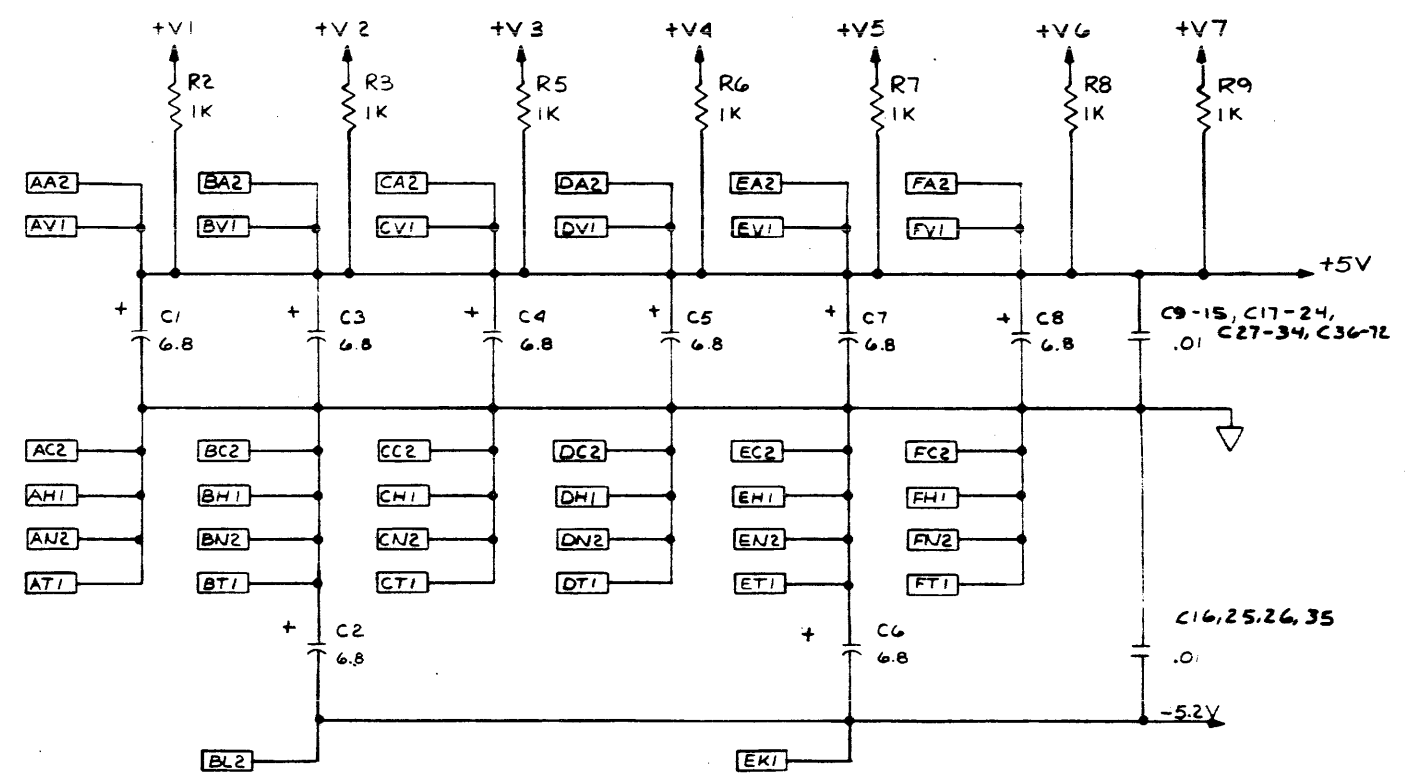 +V1 +V2 +V3 +V4 +V5 +V6 +V7
R2 R3 R5 R6 R7 R8 R9
1K 1K 1K 1K 1K 1K 1K
AA2 BA2 CA2 DA2 EA2 FA2
AV1 BV1 CV1 DV1 EV1 FV1
+5V
+ C1 + C3 + C4 + C5 + C7 + C8 C9-15, C17-24,
6.8 6.8 6.8 6.8 6.8 6.8 .01 C27-34, C36-72
AC2 BC2 CC2 DC2 EC2 FC2
AH1 BH1 CH1 DH1 EH1 FH1
AN2 BN2 CN2 DN2 EN2 FN2
AT1 BT1 CT1 DT1 ET1 FT1
+ C2 + C6 C16,25,26,35
6.8 6.8 .01
-5.2V
BL2 EK1